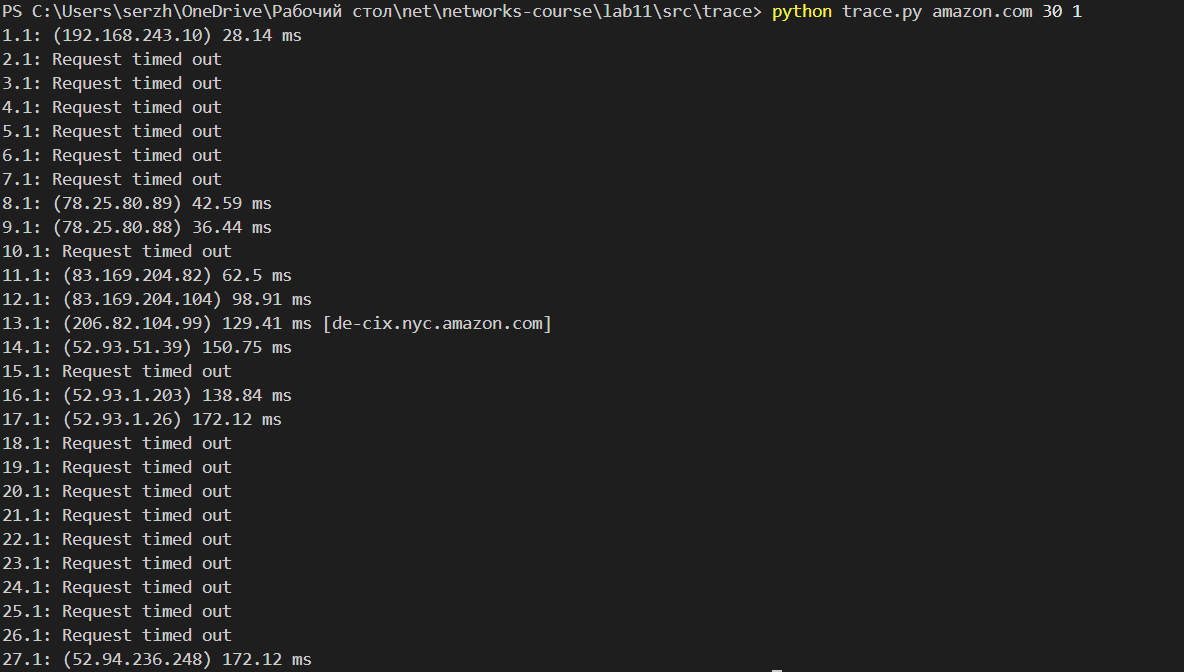 PS C:\Users\serzh\OneDrive\Рабочий стол\net\networks-course\lab11\src\trace> python trace.py amazon.com 30 1
1.1: (192.168.243.10) 28.14 ms
2.1: Request timed out
3.1: Request timed out
4.1: Request timed out
5.1: Request timed out
6.1: Request timed out
7.1: Request timed out
8.1: (78.25.80.89) 42.59 ms
9.1: (78.25.80.88) 36.44 ms
10.1: Request timed out
11.1: (83.169.204.82) 62.5 ms
12.1: (83.169.204.104) 98.91 ms
13.1: (206.82.104.99) 129.41 ms [de-cix.nyc.amazon.com]
14.1: (52.93.51.39) 150.75 ms
15.1: Request timed out
16.1: (52.93.1.203) 138.84 ms
17.1: (52.93.1.26) 172.12 ms
18.1: Request timed out
19.1: Request timed out
20.1: Request timed out
21.1: Request timed out
22.1: Request timed out
23.1: Request timed out
24.1: Request timed out
25.1: Request timed out
26.1: Request timed out
27.1: (52.94.236.248) 172.12 ms